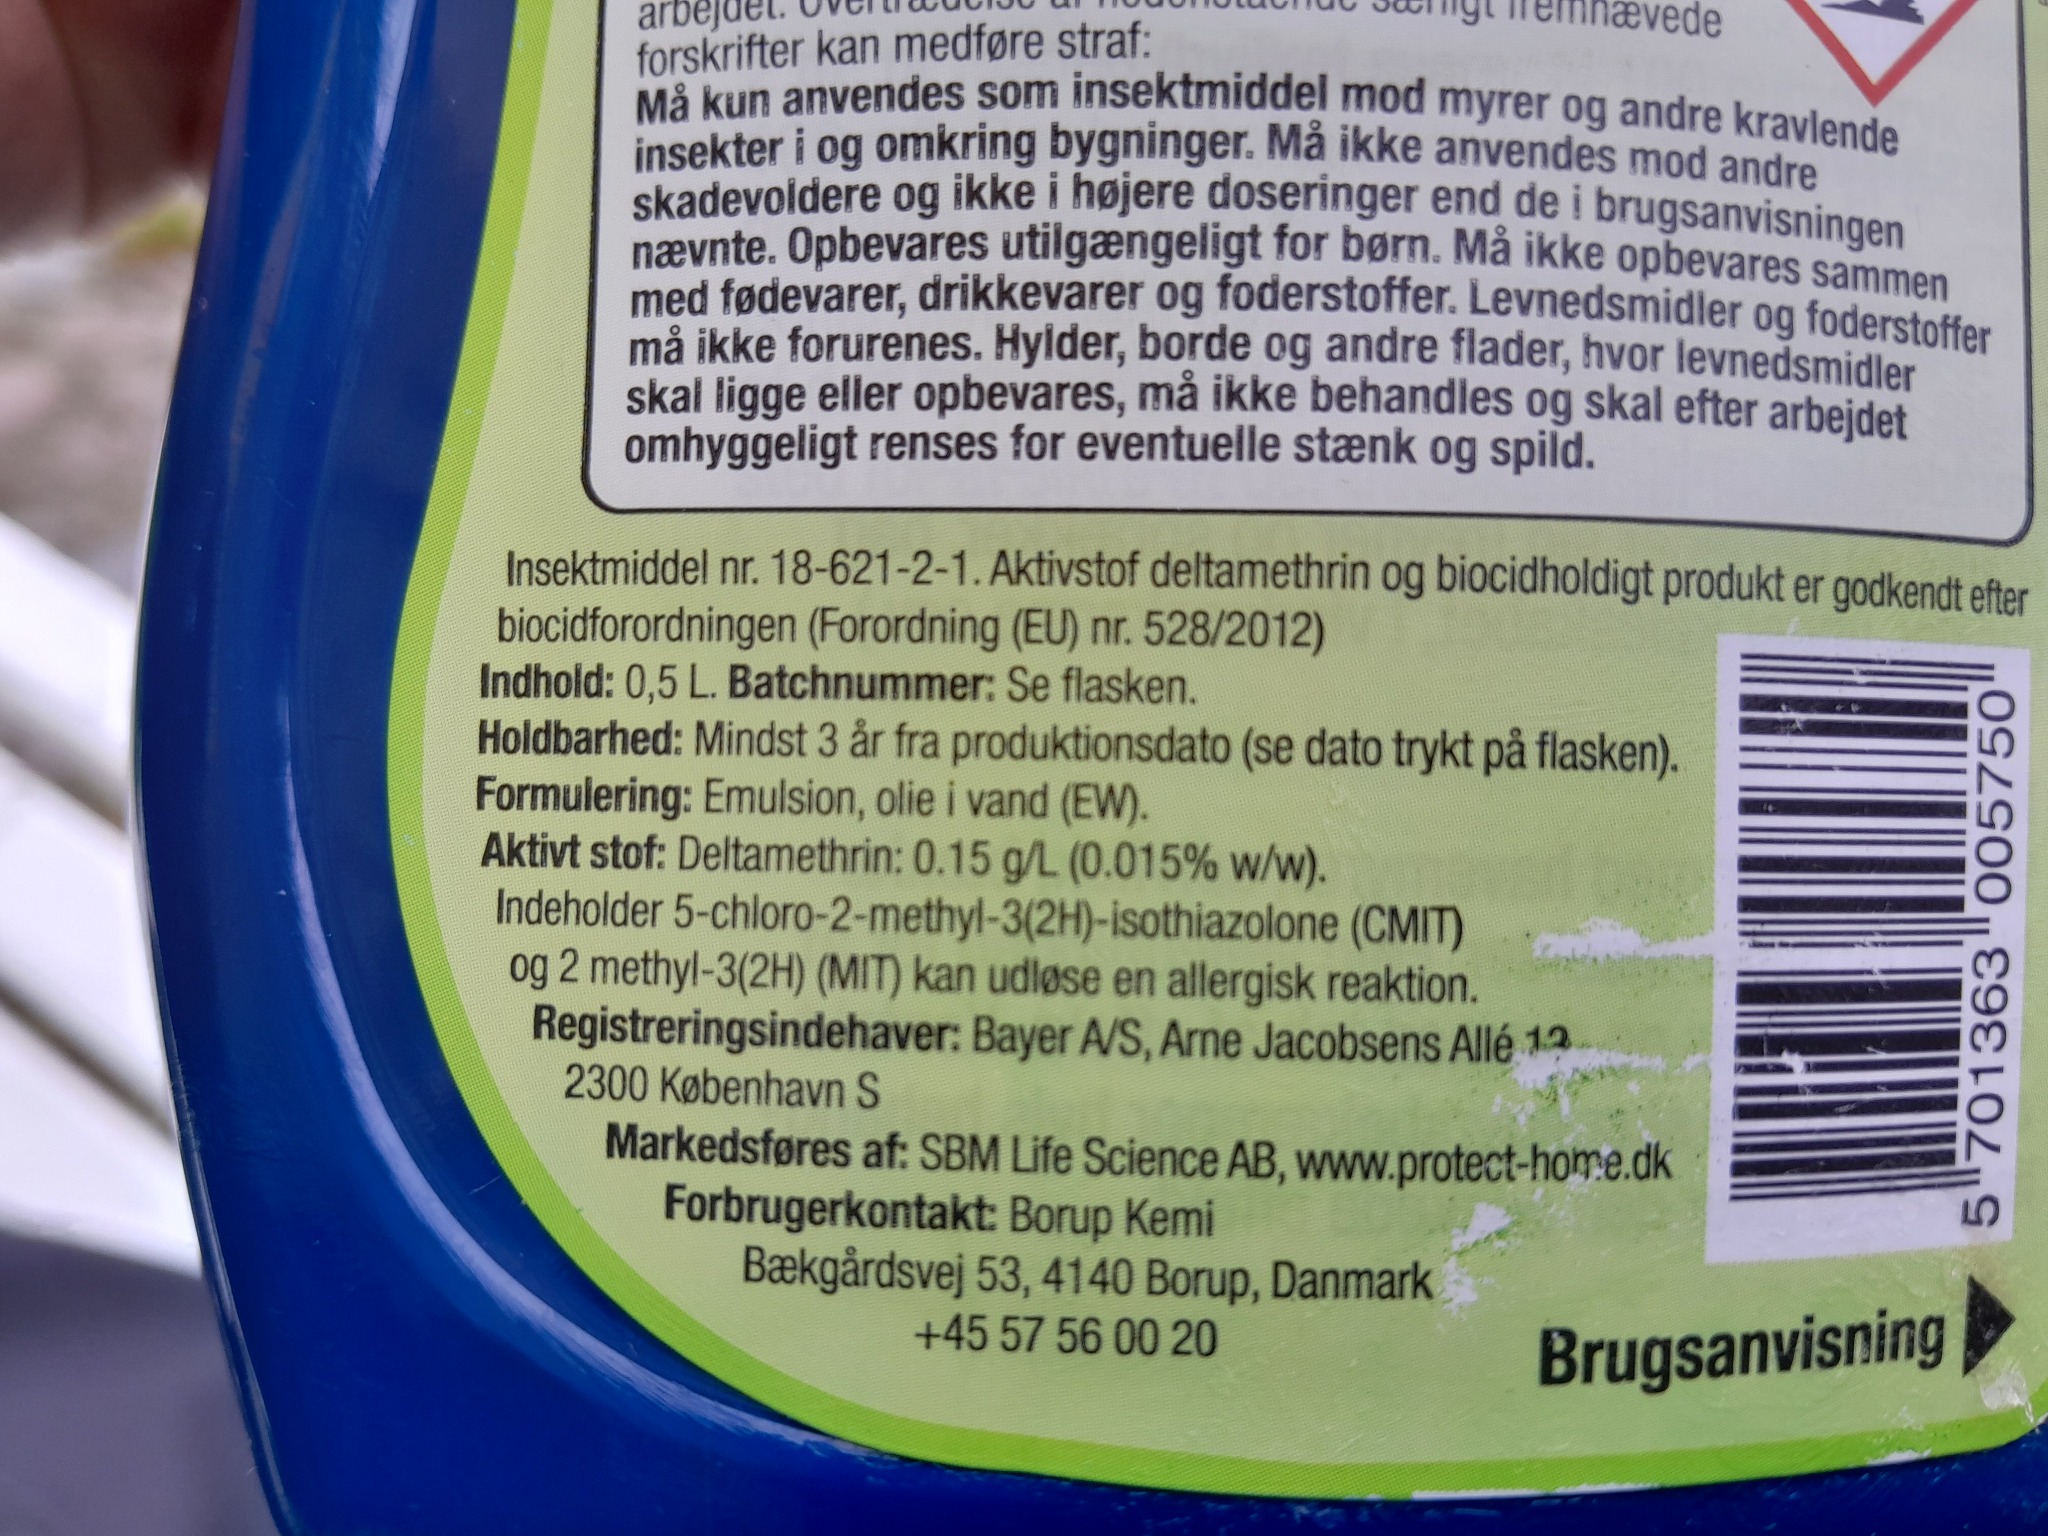 arbejdet. Overtrædelse af nedenstående særligt fremhævede
forskrifter kan medføre straf:
Må kun anvendes som insektmiddel mod myrer og andre kravlende
insekter i og omkring bygninger. Må ikke anvendes mod andre
skadevoldere og ikke i højere doseringer end de i brugsanvisningen
nævnte. Opbevares utilgængeligt for børn. Må ikke opbevares sammen
med fødevarer, drikkevarer og foderstoffer. Levnedsmidler og foderstoffer
må ikke forurenes. Hylder, borde og andre flader, hvor levnedsmidler
skal ligge eller opbevares, må ikke behandles og skal efter arbejdet
omhyggeligt renses for eventuelle stænk og spild.
Insektmiddel nr. 18-621-2-1. Aktivstof deltamethrin og biocidholdigt produkt er godkendt efter
biocidforordningen (Forordning (EU) nr. 528/2012)
Indhold: 0,5 L. Batchnummer: Se flasken.
Holdbarhed: Mindst 3 år fra produktionsdato (se dato trykt på flasken).
Formulering: Emulsion, olie i vand (EW).
Aktivt stof: Deltamethrin: 0.15 g/L (0.015% w/w).
Indeholder 5-chloro-2-methyl-3(2H)-isothiazolone (CMIT)
og 2 methyl-3(2H) (MIT) kan udløse en allergisk reaktion.
Registreringsindehaver: Bayer A/S, Arne Jacobsens Allé
2300 København S
Markedsføres af: SBM Life Science AB, www.protect-home.dk
Forbrugerkontakt: Borup Kemi
Bækgårdsvej 53, 4140 Borup, Danmark
+45 57 56 00 20
Brugsanvisning
5 701363 005750